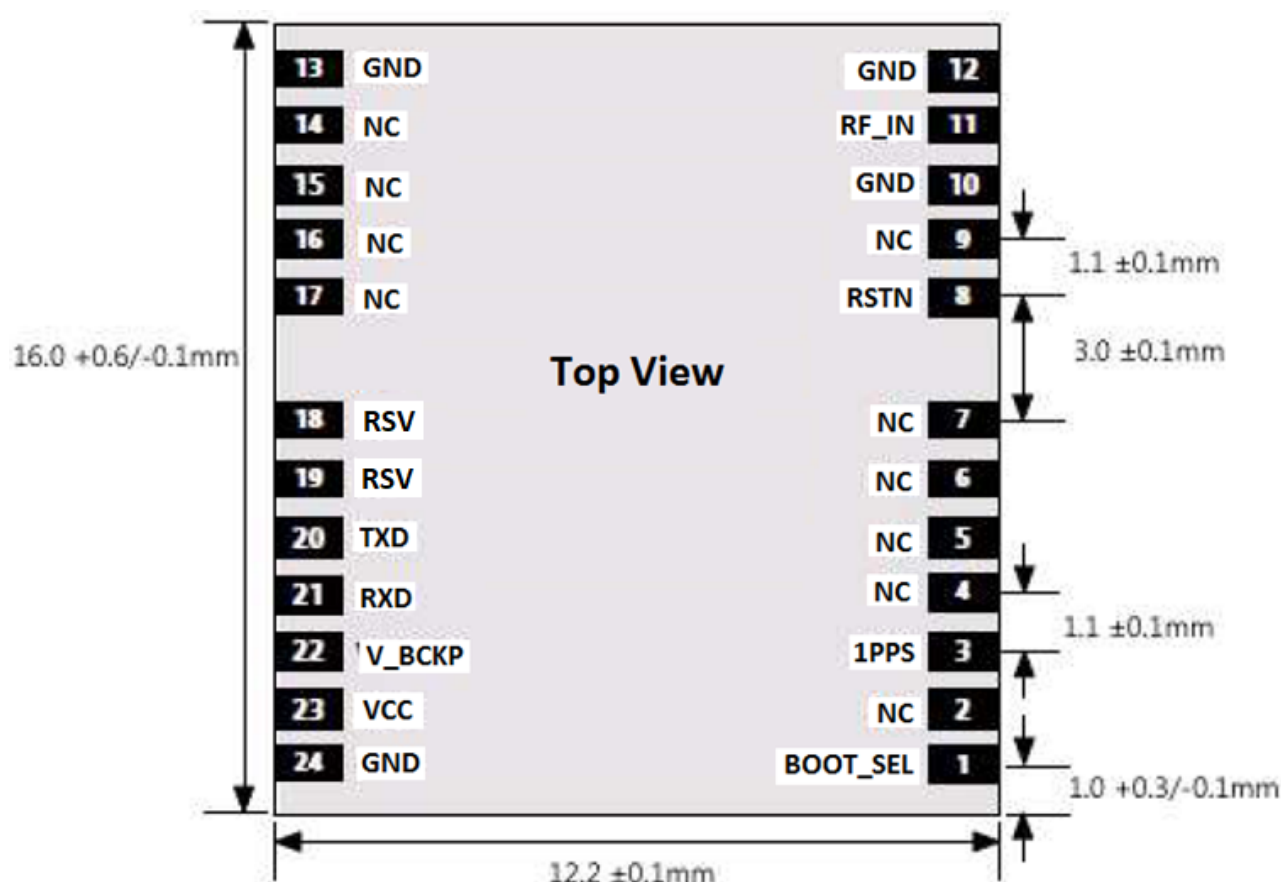 13 GND GND 12
14 NC RF_IN 11
15 NC GND 10
16 NC NC 9
1.1 ±0.1mm
17 NC RSTN 8
16.0 +0.6/-0.1mm
3.0 ±0.1mm
Top View
18 RSV NC 7
19 RSV NC 6
20 TXD NC 5
21 RXD NC 4
1.1 ±0.1mm
22 V_BCKP 1PPS 3
23 VCC NC 2
24 GND BOOT_SEL 1
1.0 +0.3/-0.1mm
12.2 ±0.1mm